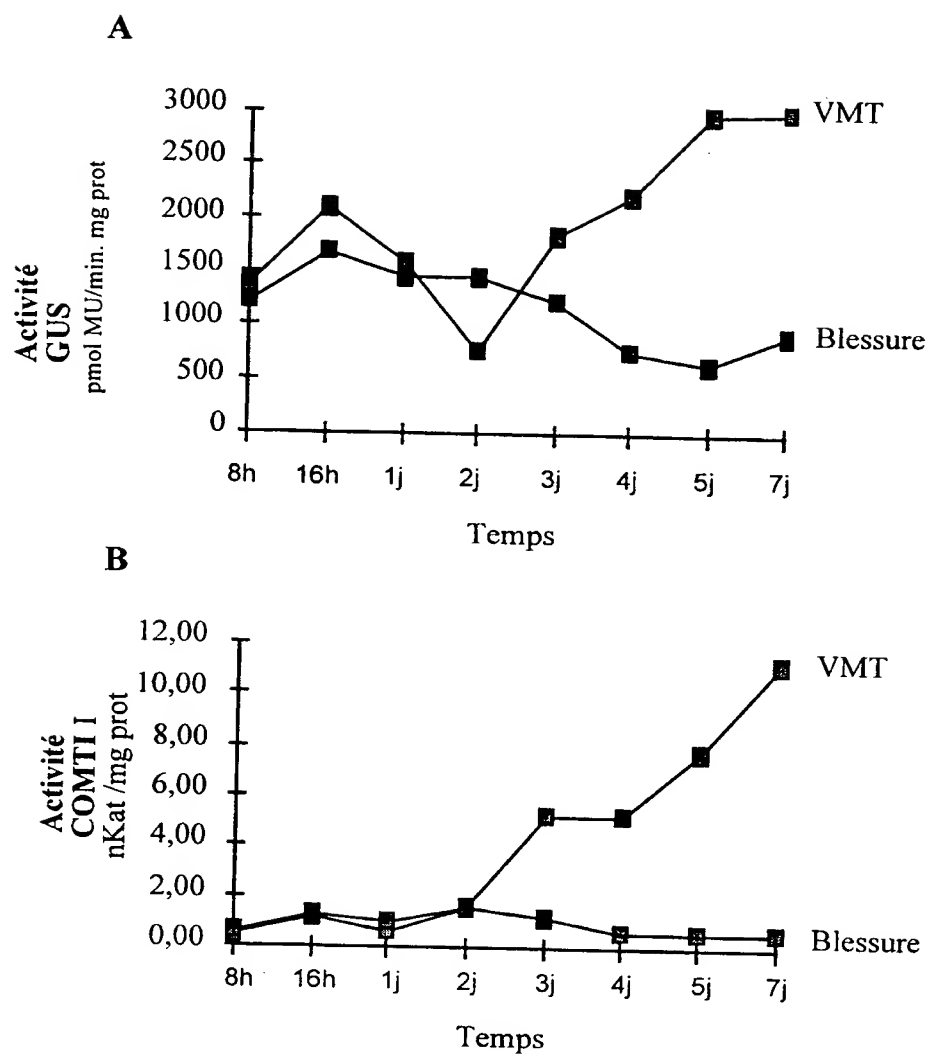 A
3000
2500
2000
1500
1000
500
0
Activité
GUS
pmol MU/min. mg prot
VMT
Blessure
8h 16h 1j 2j 3j 4j 5j 7j
Temps
B
12,00
10,00
8,00
6,00
4,00
2,00
0,00
Activité
COMTI I
nKat /mg prot
VMT
Blessure
8h 16h 1j 2j 3j 4j 5j 7j
Temps